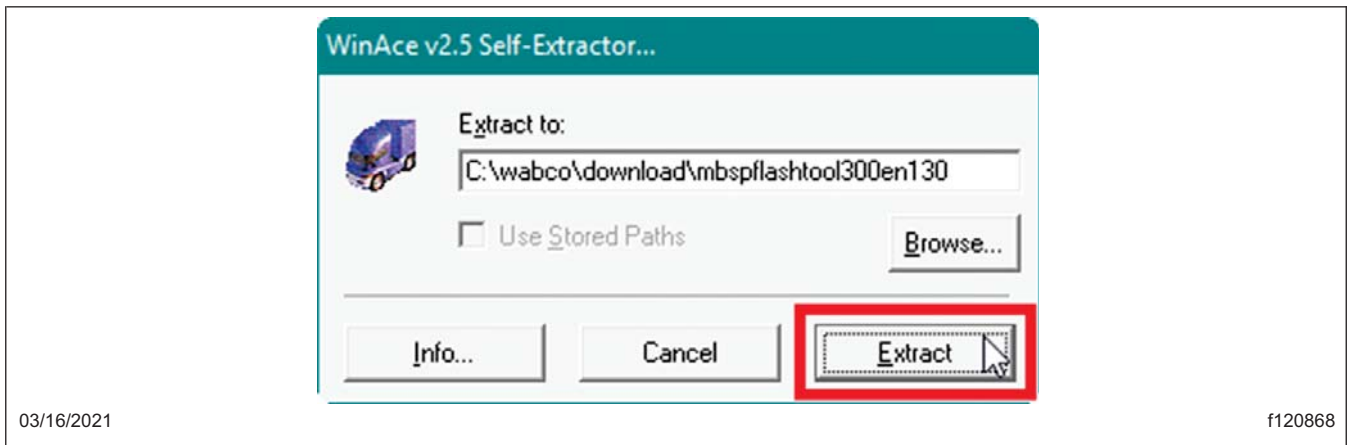 WinAce v2.5 Self-Extractor...
Extract to:
C:\wabco\download\mbspflashtool300en130
Use Stored Paths
Browse...
Info...
Cancel
Extract
03/16/2021
f120868